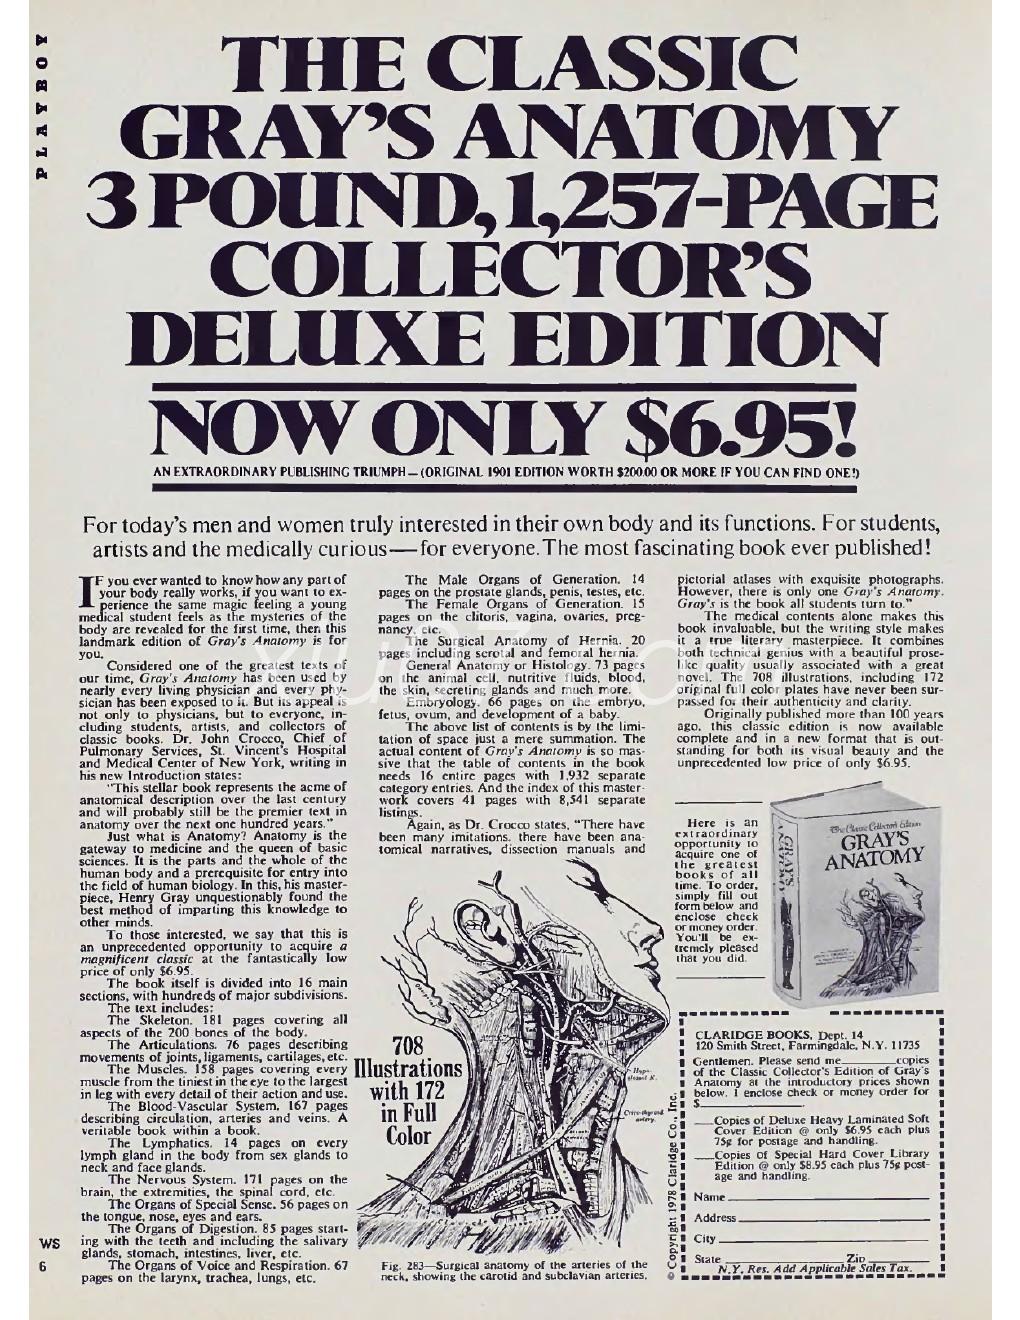 PLAYBOY
THE CLASSIC
GRAY'S ANATOMY
3 POUND, 1,257-PAGE
COLLECTOR'S
DELUXE EDITION
NOW ONLY $6.95!
AN EXTRAORDINARY PUBLISHING TRIUMPH — (ORIGINAL 1901 EDITION WORTH $200.00 OR MORE IF YOU CAN FIND ONE!)
For today's men and women truly interested in their own body and its functions. For students,
artists and the medically curious — for everyone. The most fascinating book ever published!
IF you ever wanted to know how any part of
your body really works, if you want to ex-
perience the same magic feeling a young
medical student feels as the mysteries of the
body are revealed for the first time, then this
landmark edition of Gray's Anatomy is for
you.
Considered one of the greatest texts of
our time, Gray's Anatomy has been used by
nearly every living physician and every phy-
sician has been exposed to it. But its appeal is
not only to physicians, but to everyone, in-
cluding students, artists, and collectors of
classic books. Dr. John Crocco, Chief of
Pulmonary Services, St. Vincent's Hospital
and Medical Center of New York, writing in
his new Introduction states:
"This stellar book represents the acme of
anatomical description over the last century
and will probably still be the premier text in
anatomy over the next one hundred years."
Just what is Anatomy? Anatomy is the
gateway to medicine and the queen of basic
sciences. It is the parts and the whole of the
human body and a prerequisite for entry into
the field of human biology. In this, his master-
piece, Henry Gray unquestionably found the
best method of imparting this knowledge to
other minds.
To those interested, we say that this is
an unprecedented opportunity to acquire a
magnificent classic at the fantastically low
price of only $6.95.
The book itself is divided into 16 main
sections, with hundreds of major subdivisions.
The text includes:
The Skeleton. 181 pages covering all
aspects of the 200 bones of the body.
The Articulations. 76 pages describing
movements of joints, ligaments, cartilages, etc.
The Muscles. 158 pages covering every
muscle from the tiniest in the eye to the largest
in leg with every detail of their action and use.
The Blood-Vascular System. 167 pages
describing circulation, arteries and veins. A
veritable book within a book.
The Lymphatics. 14 pages on every
lymph gland in the body from sex glands to
neck and face glands.
The Nervous System. 171 pages on the
brain, the extremities, the spinal cord, etc.
The Organs of Special Sense. 56 pages on
the tongue, nose, eyes and ears.
The Organs of Digestion. 85 pages start-
ing with the teeth and including the salivary
glands, stomach, intestines, liver, etc.
The Organs of Voice and Respiration. 67
pages on the larynx, trachea, lungs, etc.
The Male Organs of Generation. 14
pages on the prostate glands, penis, testes, etc.
The Female Organs of Generation. 15
pages on the clitoris, vagina, ovaries, preg-
nancy, etc.
The Surgical Anatomy of Hernia. 20
pages including scrotal and femoral hernia.
General Anatomy or Histology. 73 pages
on the animal cell, nutritive fluids, blood,
the skin, secreting glands and much more.
Embryology. 66 pages on the embryo,
fetus, ovum, and development of a baby.
The above list of contents is by the limi-
tation of space just a mere summation. The
actual content of Gray's Anatomy is so mas-
sive that the table of contents in the book
needs 16 entire pages with 1,932 separate
category entries. And the index of this master-
work covers 41 pages with 8,541 separate
listings.
Again, as Dr. Crocco states, "There have
been many imitations, there have been ana-
tomical narratives, dissection manuals and
pictorial atlases with exquisite photographs.
However, there is only one Gray's Anatomy.
Gray's is the book all students turn to."
The medical contents alone makes this
book invaluable, but the writing style makes
it a true literary masterpiece. It combines
both technical genius with a beautiful prose-
like quality usually associated with a great
novel. The 708 illustrations, including 172
original full color plates have never been sur-
passed for their authenticity and clarity.
Originally published more than 100 years
ago, this classic edition is now available
complete and in a new format that is out-
standing for both its visual beauty and the
unprecedented low price of only $6.95.
708
Illustrations
with 172
in Full
Color
Fig. 283—Surgical anatomy of the arteries of the
neck, showing the carotid and subclavian arteries.
Here is an
extraordinary
opportunity to
acquire one of
the greatest
books of all
time. To order,
simply fill out
form below and
enclose check
or money order.
You'll be ex-
tremely pleased
that you did.
The Classic Collector's Edition
GRAY'S
ANATOMY
GRAY'S
CLARIDGE BOOKS, Dept. 14
120 Smith Street, Farmingdale, N.Y. 11735
Gentlemen. Please send me______copies
of the Classic Collector's Edition of Gray's
Anatomy at the introductory prices shown
below. I enclose check or money order for
$______.
___Copies of Deluxe Heavy Laminated Soft
Cover Edition @ only $6.95 each plus
75¢ for postage and handling.
___Copies of Special Hard Cover Library
Edition @ only $8.95 each plus 75¢ post-
age and handling.
Name
Address
City
State Zip
N.Y. Res. Add Applicable Sales Tax.
© Copyright 1978 Claridge Co., Inc.
WS
6